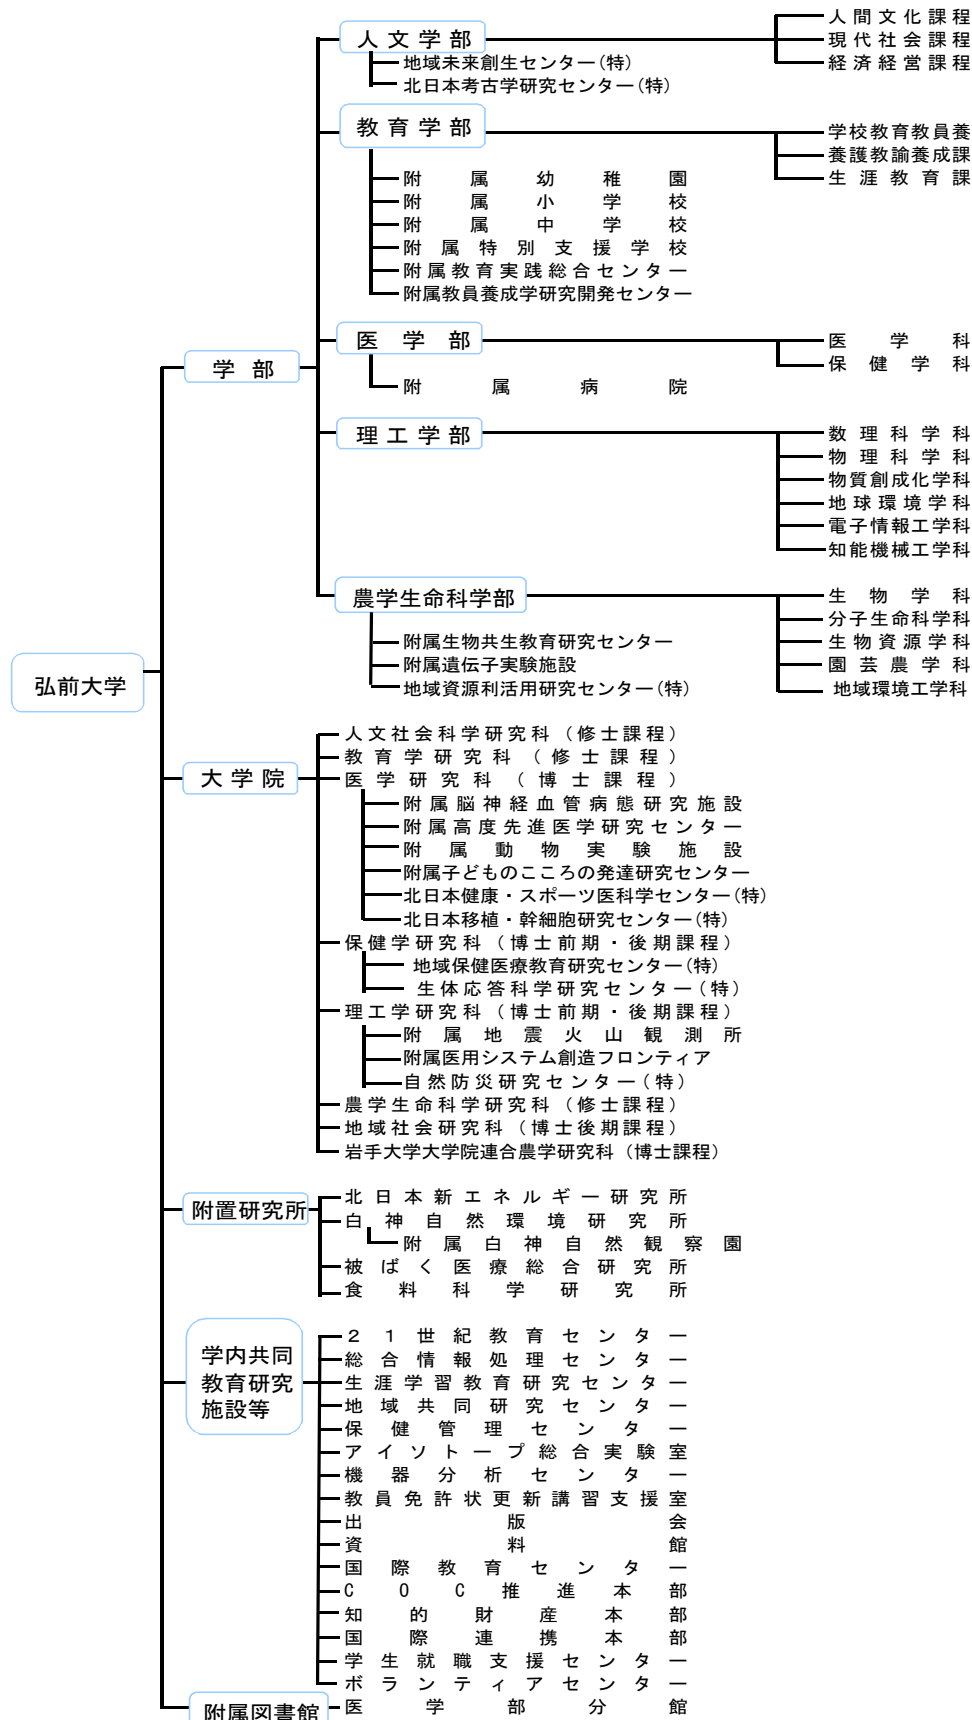 弘前大学
学部
人文学部
人間文化課程
現代社会課程
経済経営課程
地域未来創生センター(特)
北日本考古学研究センター(特)
教育学部
学校教育教員養
養護教諭養成課
生涯教育課
附属幼稚園
附属小学校
附属中学校
附属特別支援学校
附属教育実践総合センター
附属教員養成学研究開発センター
医学部
医学科
保健学科
附属病院
理工学部
数理科学科
物理科学科
物質創成化学科
地球環境学科
電子情報工学科
知能機械工学科
農学生命科学部
生物学科
分子生命科学科
生物資源学科
園芸農学科
地域環境工学科
附属生物共生教育研究センター
附属遺伝子実験施設
地域資源利活用研究センター(特)
大学院
人文社会科学研究科(修士課程)
教育学研究科(修士課程)
医学研究科(博士課程)
附属脳神経血管病態研究施設
附属高度先進医学研究センター
附属動物実験施設
附属子どものこころの発達研究センター
北日本健康・スポーツ医科学センター(特)
北日本移植・幹細胞研究センター(特)
保健学研究科(博士前期・後期課程)
地域保健医療教育研究センター(特)
生体応答科学研究センター(特)
理工学研究科(博士前期・後期課程)
附属地震火山観測所
附属医用システム創造フロンティア
自然防災研究センター(特)
農学生命科学研究科(修士課程)
地域社会研究科(博士後期課程)
岩手大学大学院連合農学研究科(博士課程)
附置研究所
北日本新エネルギー研究所
白神自然環境研究所
附属白神自然観察園
被ばく医療総合研究所
食料科学研究所
学内共同
教育研究
施設等
２１世紀教育センター
総合情報処理センター
生涯学習教育研究センター
地域共同研究センター
保健管理センター
アイソトープ総合実験室
機器分析センター
教員免許状更新講習支援室
出版会
資料館
国際教育センター
COC推進本部
知的財産本部
国際連携本部
学生就職支援センター
ボランティアセンター
附属図書館
医学部分館